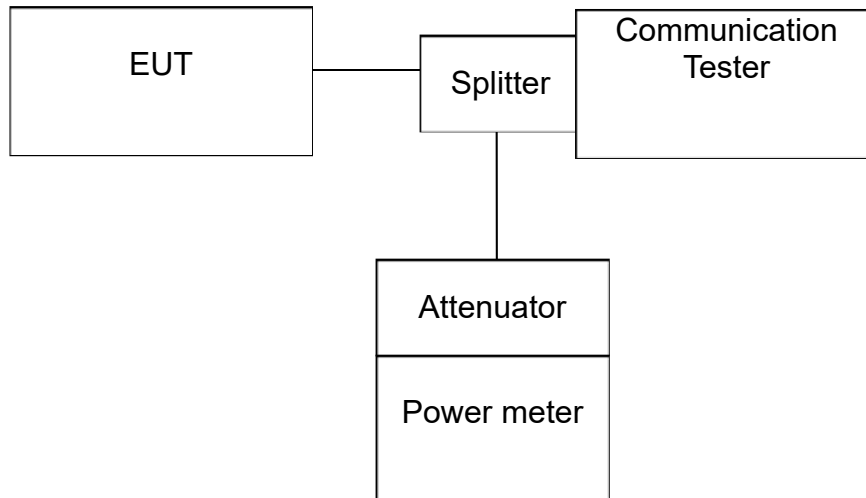 EUT
Splitter
Communication
Tester
Attenuator
Power meter